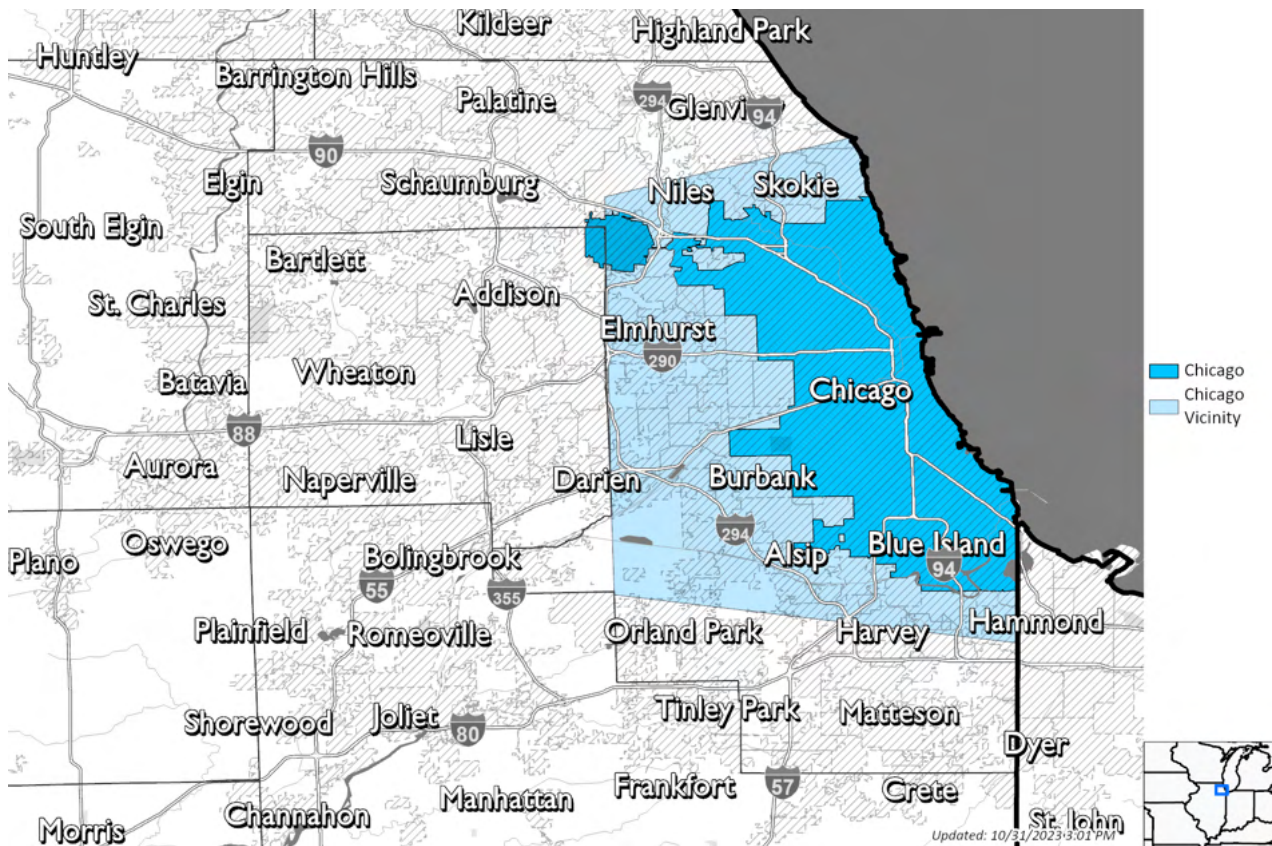 Kildeer
Highland Park
Huntley
Barrington Hills
Palatine
294
Glenview
94
90
Elgin
Schaumburg
Niles
Skokie
South Elgin
Bartlett
St. Charles
Addison
Elmhurst
290
Batavia
Wheaton
Chicago
Chicago
Chicago
Vicinity
88
Lisle
Aurora
Naperville
Darien
Burbank
294
Oswego
Plano
Bolingbrook
Alsip
Blue Island
94
55
355
Plainfield
Romeoville
Orland Park
Harvey
Hammond
Shorewood
Joliet
80
Tinley Park
Matteson
Dyer
Channahon
Manhattan
Frankfort
57
Crete
St. John
Morris
Updated: 10/31/2023 3:01 PM